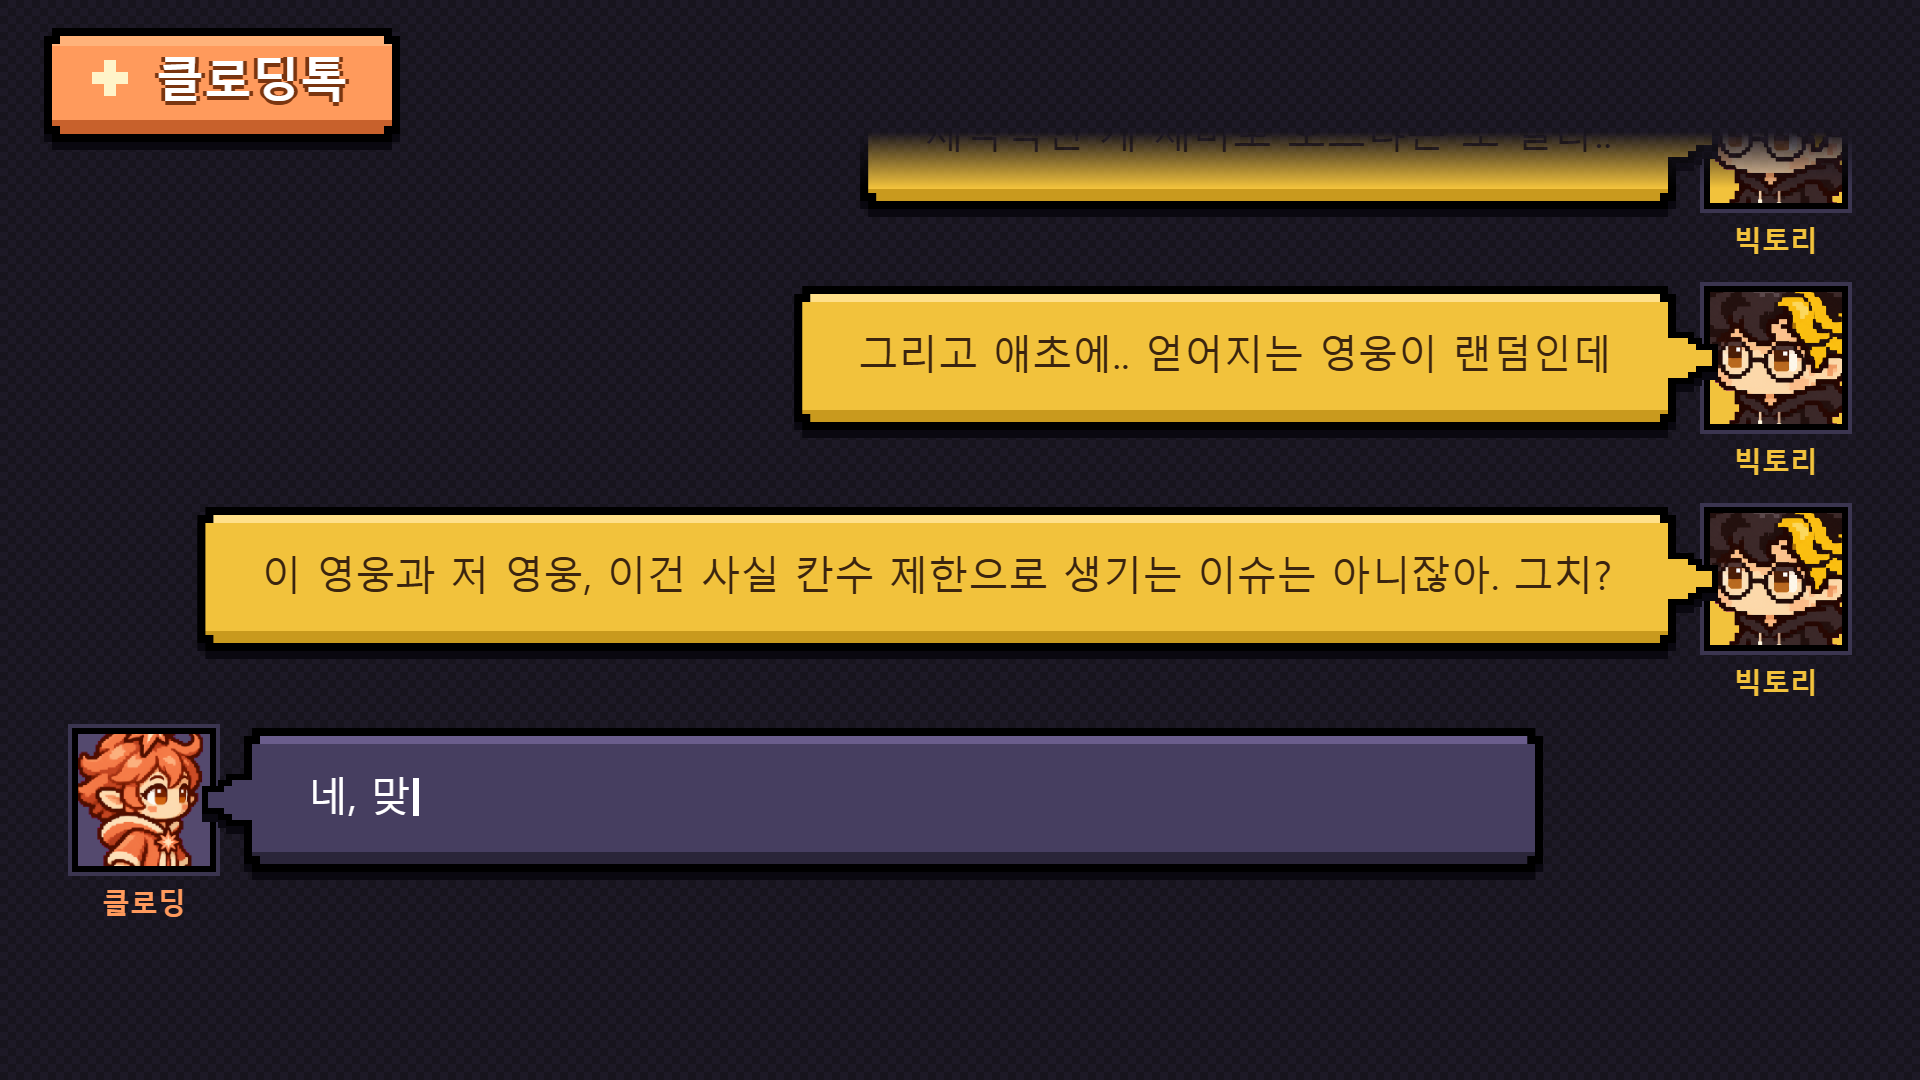 클로딩톡
빅토리
그리고 애초에.. 얻어지는 영웅이 랜덤인데
빅토리
이 영웅과 저 영웅, 이건 사실 칸수 제한으로 생기는 이슈는 아니잖아. 그치?
빅토리
네, 맞
클로딩